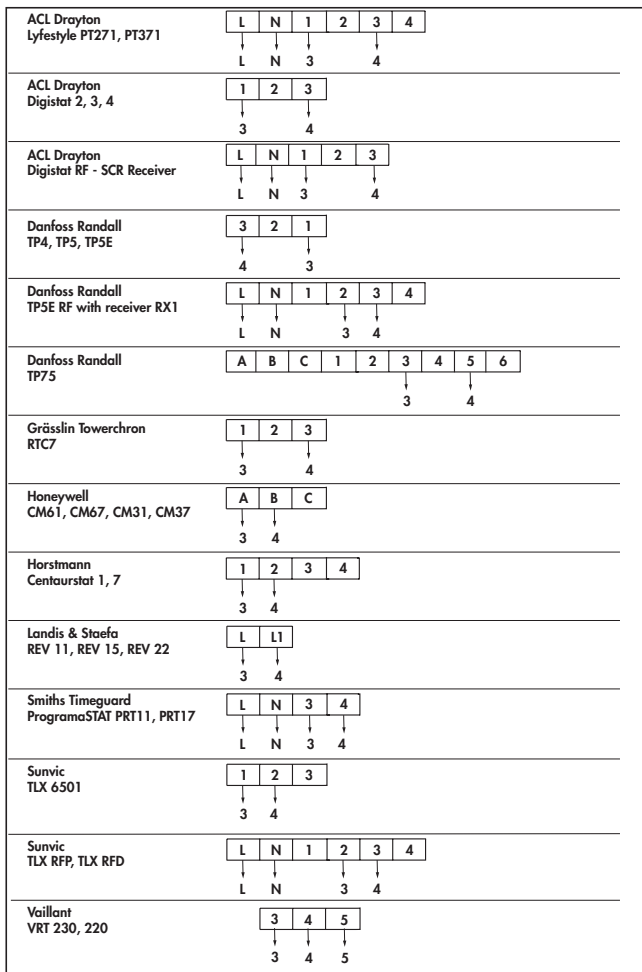 ACL Drayton
Lyfestyle PT271, PT371
L N 1 2 3 4
L N 3 4
ACL Drayton
Digistat 2, 3, 4
1 2 3
3 4
ACL Drayton
Digistat RF - SCR Receiver
L N 1 2 3
L N 3 4
Danfoss Randall
TP4, TP5, TP5E
3 2 1
4 3
Danfoss Randall
TP5E RF with receiver RX1
L N 1 2 3 4
L N 3 4
Danfoss Randall
TP75
A B C 1 2 3 4 5 6
3 4
Grässlin Towerchron
RTC7
1 2 3
3 4
Honeywell
CM61, CM67, CM31, CM37
A B C
3 4
Horstmann
Centaurstat 1, 7
1 2 3 4
3 4
Landis & Staefa
REV 11, REV 15, REV 22
L L1
3 4
Smiths Timeguard
ProgramaSTAT PRT11, PRT17
L N 3 4
L N 3 4
Sunvic
TLX 6501
1 2 3
3 4
Sunvic
TLX RFP, TLX RFD
L N 1 2 3 4
L N 3 4
Vaillant
VRT 230, 220
3 4 5
3 4 5